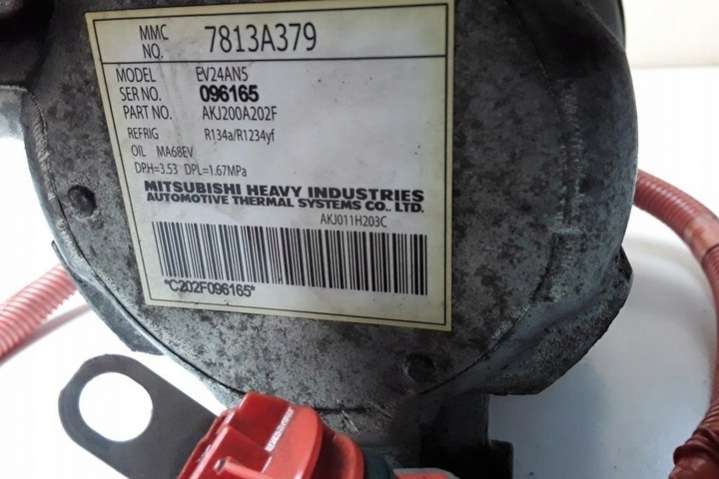 MMC NO. 7813A379
MODEL EV24AN5
SER NO. 096165
PART NO. AKJ200A202F
REFRIG R134a/R1234yf
OIL MA68EV
DPH=3.53 DPL=1.67MPa
MITSUBISHI HEAVY INDUSTRIES
AUTOMOTIVE THERMAL SYSTEMS CO. LTD.
AKJ011H203C
*C202F096165*